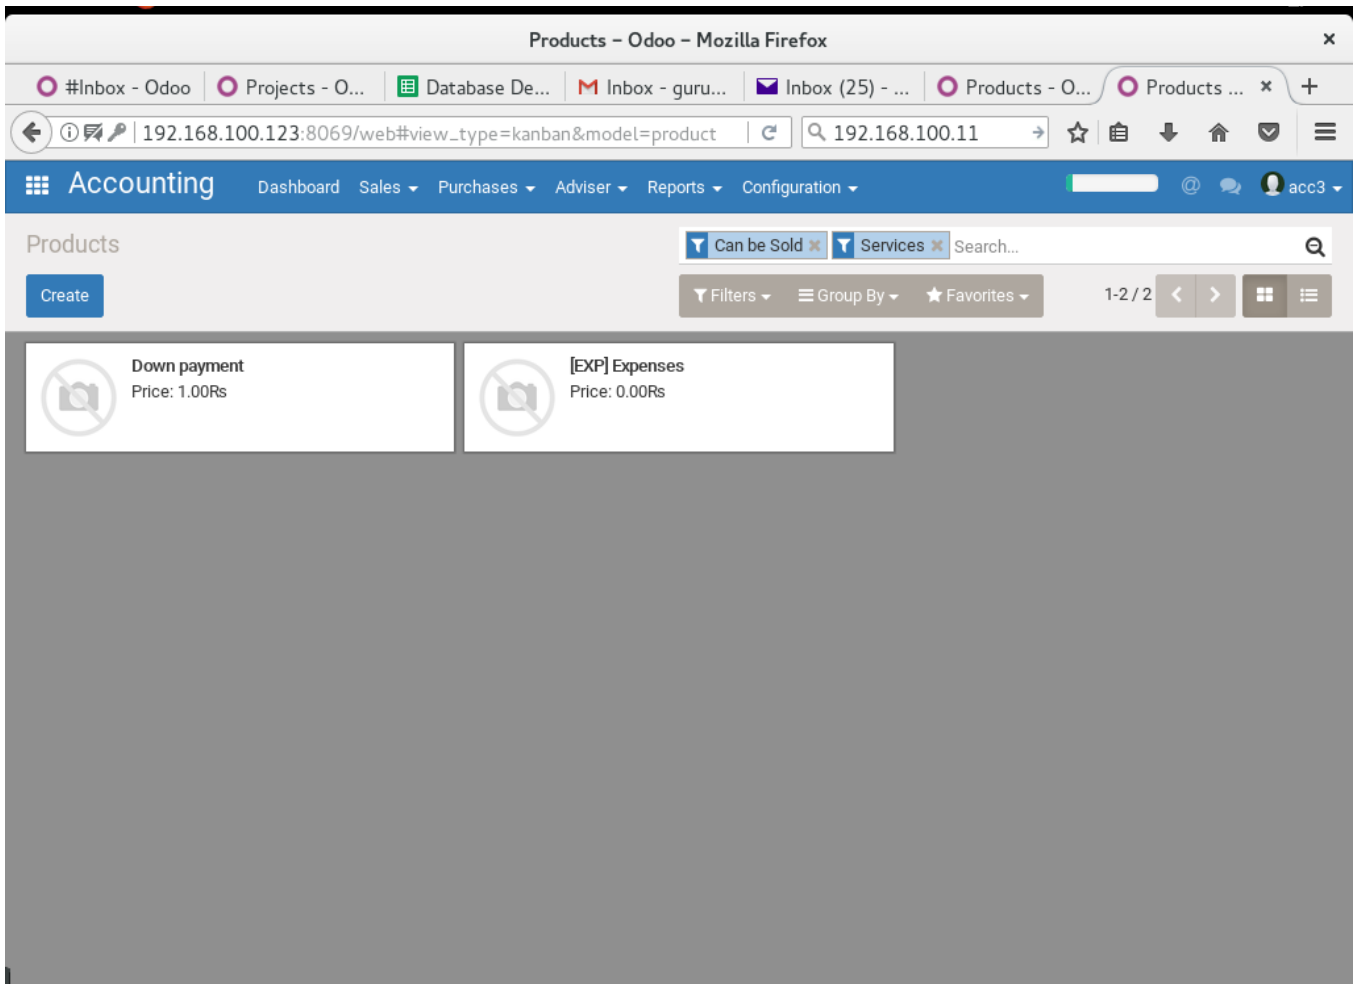 Products – Odoo – Mozilla Firefox
#Inbox - Odoo Projects - O... Database De... Inbox - guru... Inbox (25) - ... Products - O... Products ...
192.168.100.123:8069/web#view_type=kanban&model=product 192.168.100.11
Accounting Dashboard Sales Purchases Adviser Reports Configuration @ acc3
Products Can be Sold Services Search...
Create Filters Group By Favorites 1-2 / 2
Down payment [EXP] Expenses
Price: 1.00Rs Price: 0.00Rs